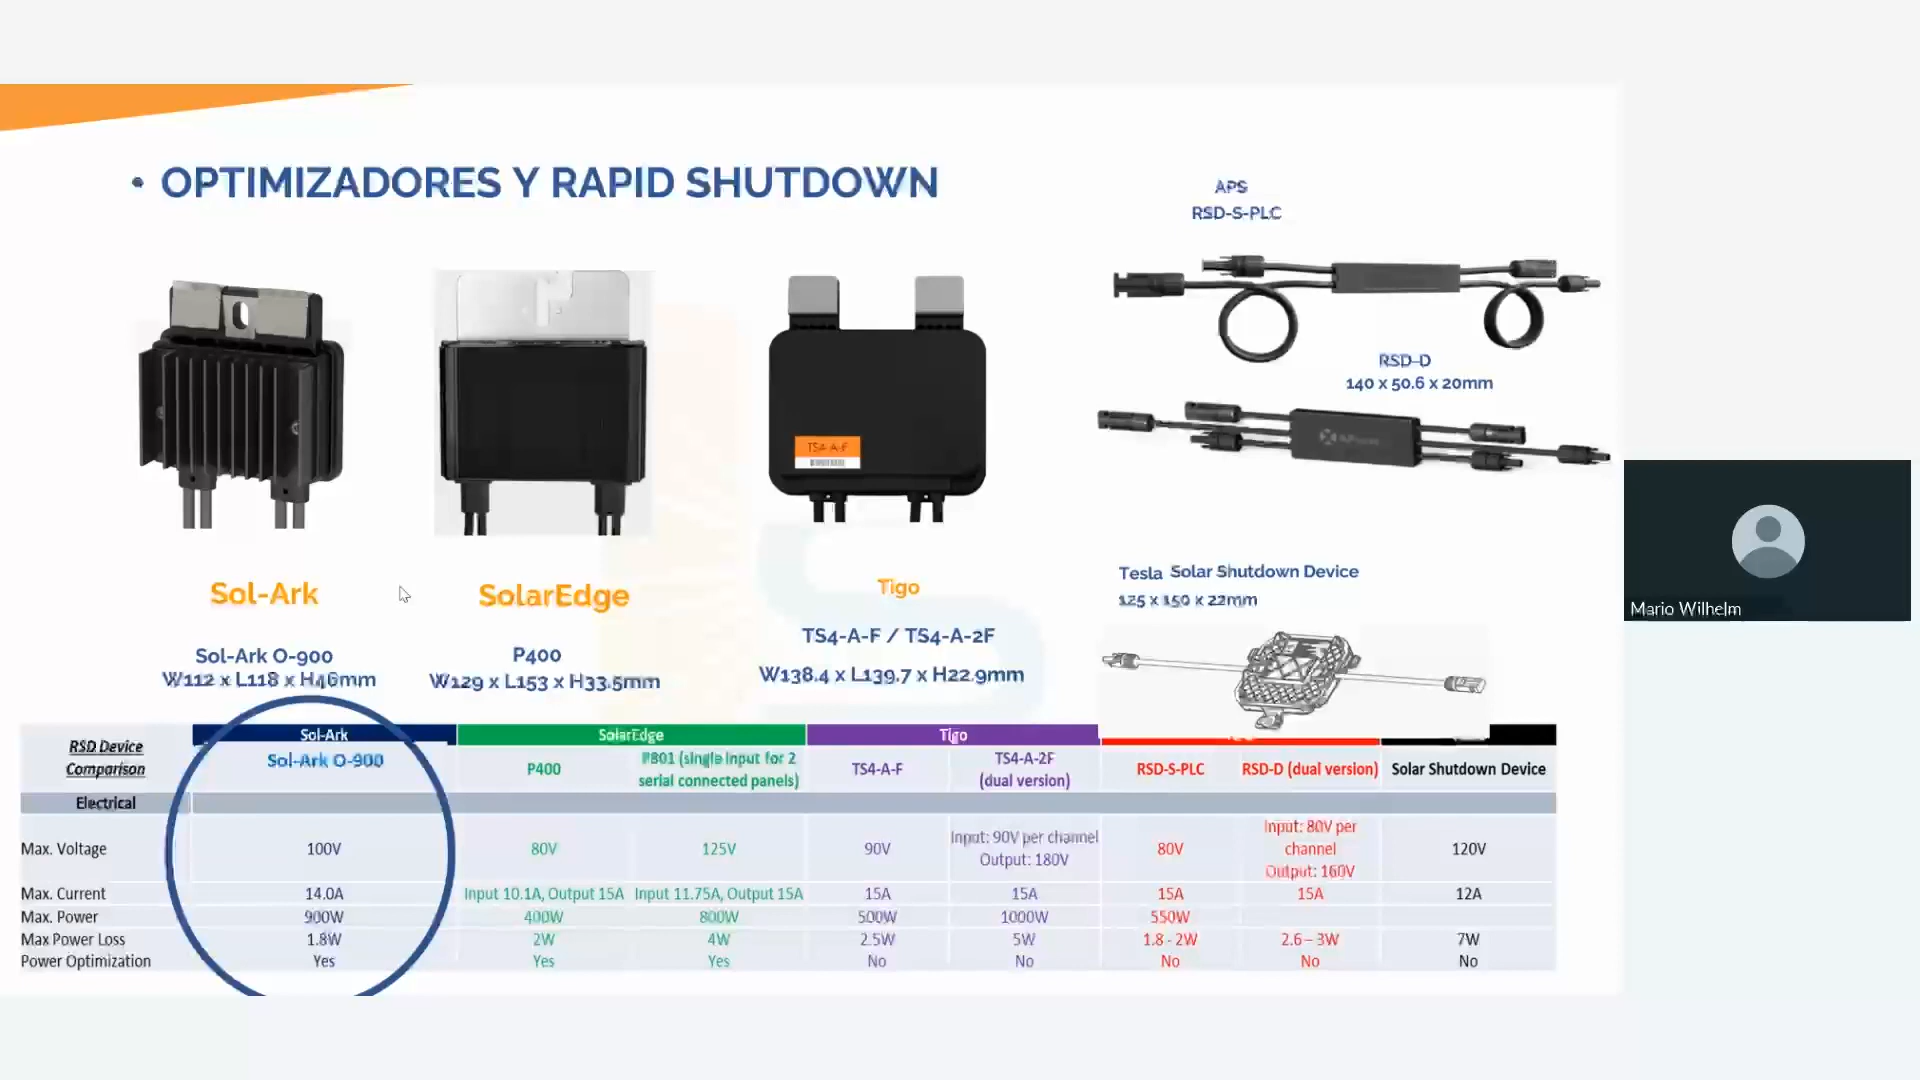 • OPTIMIZADORES Y RAPID SHUTDOWN
APS
RSD-S-PLC
RSD-D
140 x 50.6 x 20mm
TS4-A-F
Sol-Ark
SolarEdge
Tigo
Tesla Solar Shutdown Device
125 x 150 x 22mm
Sol-Ark O-900
W112 x L118 x H40mm
P400
W129 x L153 x H33.5mm
TS4-A-F / TS4-A-2F
W138.4 x L139.7 x H22.9mm
Mario Wilhelm
RSD Device Comparison
Sol-Ark SolarEdge Tigo
Sol-Ark O-900 P400 P801 (single input for 2 serial connected panels) TS4-A-F TS4-A-2F (dual version) RSD-S-PLC RSD-D (dual version) Solar Shutdown Device
Electrical
Max. Voltage 100V 80V 125V 90V Input: 90V per channel Output: 180V 80V Input: 80V per channel Output: 160V 120V
Max. Current 14.0A Input 10.1A, Output 15A Input 11.75A, Output 15A 15A 15A 15A 15A 12A
Max. Power 900W 400W 800W 500W 1000W 550W
Max Power Loss 1.8W 2W 4W 2.5W 5W 1.8 - 2W 2.6 – 3W 7W
Power Optimization Yes Yes Yes No No No No No